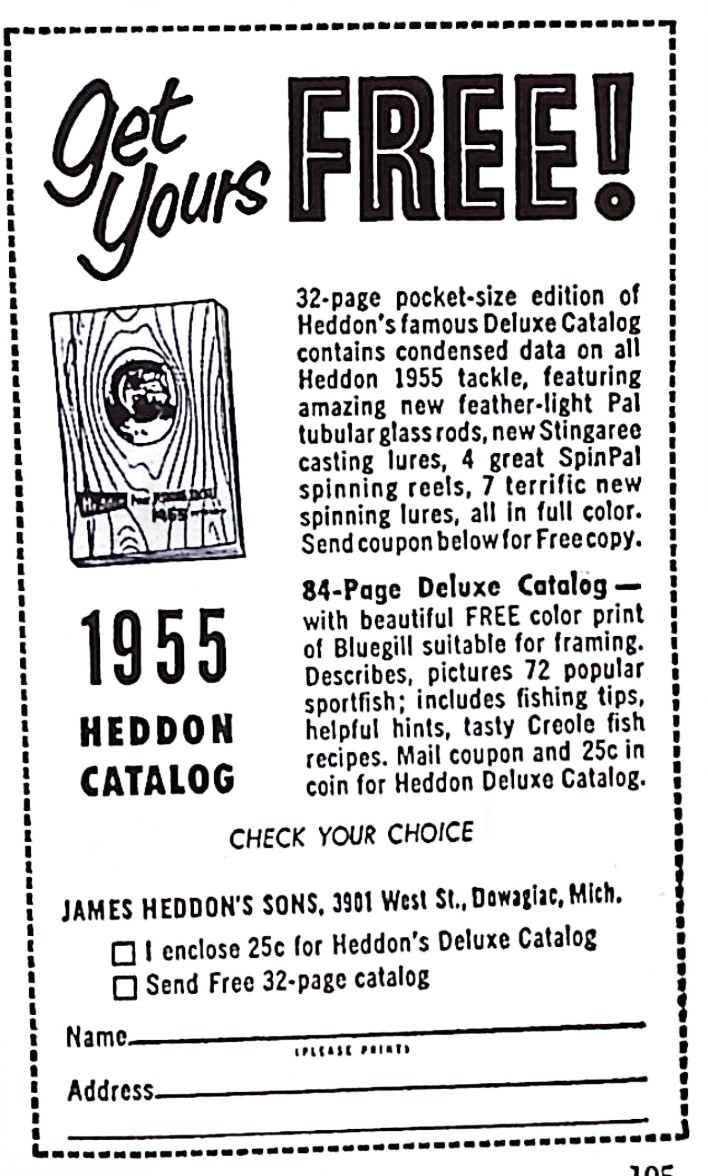 get
Yours FREE!
32-page pocket-size edition of
Heddon's famous Deluxe Catalog
contains condensed data on all
Heddon 1955 tackle, featuring
amazing new feather-light Pal
tubular glass rods, new Stingaree
casting lures, 4 great SpinPal
spinning reels, 7 terrific new
spinning lures, all in full color.
Send coupon below for Free copy.
Heddon
1955
84-Page Deluxe Catalog —
with beautiful FREE color print
of Bluegill suitable for framing.
Describes, pictures 72 popular
sportfish; includes fishing tips,
helpful hints, tasty Creole fish
recipes. Mail coupon and 25c in
coin for Heddon Deluxe Catalog.
1955
HEDDON
CATALOG
CHECK YOUR CHOICE
JAMES HEDDON'S SONS, 3901 West St., Dowagiac, Mich.
☐ I enclose 25c for Heddon's Deluxe Catalog
☐ Send Free 32-page catalog
Name
(PLEASE PRINT)
Address
105